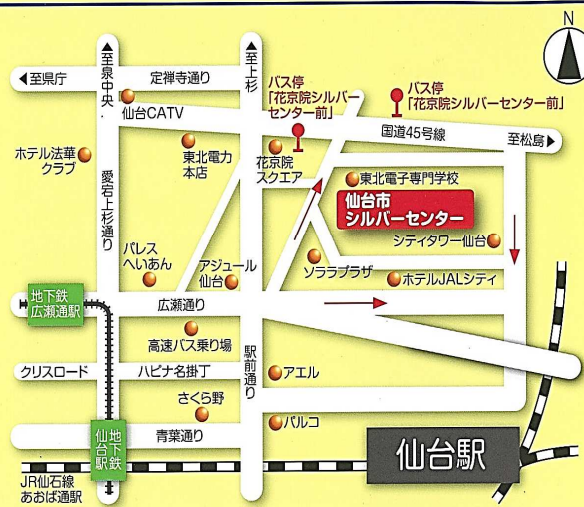 N
至泉中央
至上杉
至県庁
定禅寺通り
バス停
「花京院シルバー
センター前」
バス停
「花京院シルバーセンター前」
仙台CATV
国道45号線
至松島
ホテル法華
クラブ
東北電力
本店
花京院
スクエア
東北電子専門学校
愛宕上杉通り
仙台市
シルバーセンター
シティタワー仙台
パレス
へいあん
アジュール
仙台
ソララプラザ
ホテルJALシティ
地下鉄
広瀬通駅
広瀬通り
高速バス乗り場
駅前通り
クリスロード
ハピナ名掛丁
アエル
さくら野
パルコ
地下鉄
仙台駅
青葉通り
仙台駅
JR仙石線
あおば通駅